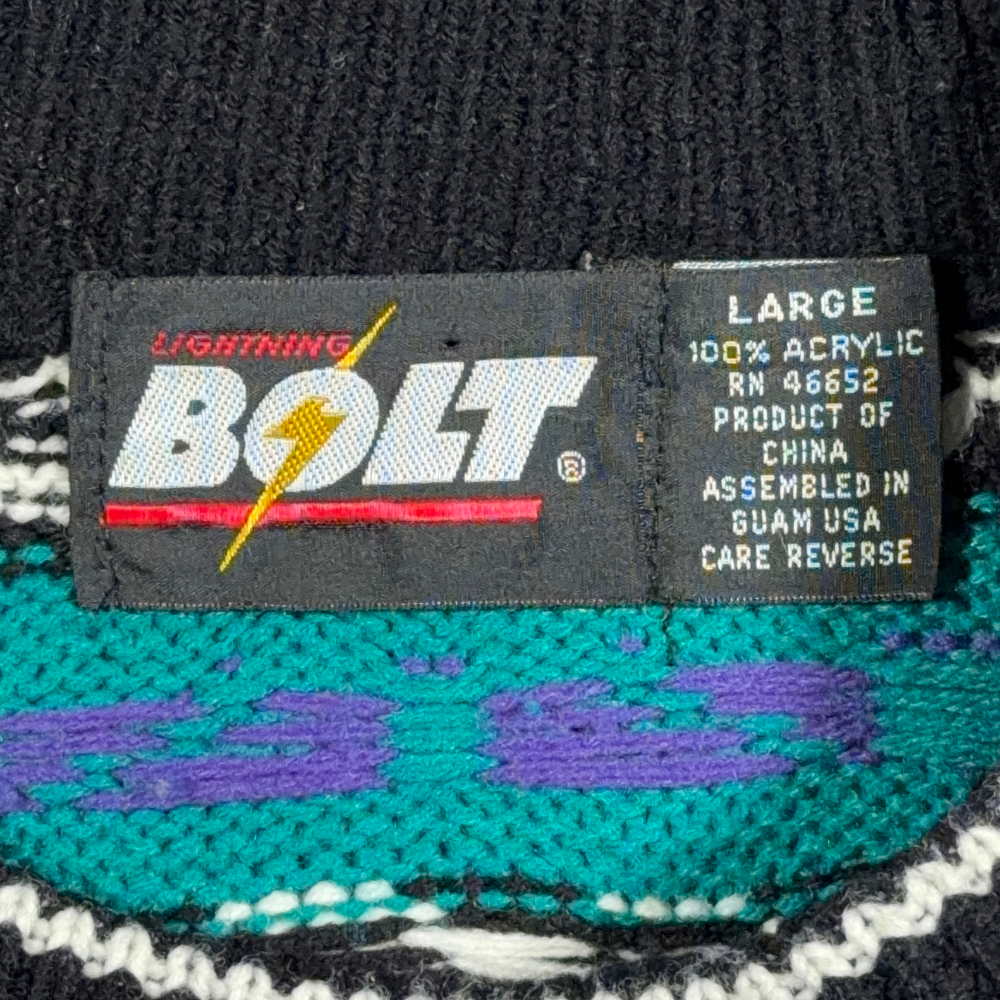 LIGHTNING
BOLT®
LARGE
100% ACRYLIC
RN 46652
PRODUCT OF
CHINA
ASSEMBLED IN
GUAM USA
CARE REVERSE